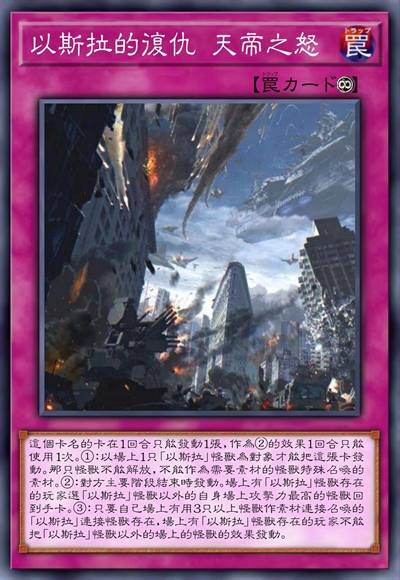 以斯拉的復仇 天帝之怒
トラップ
罠
【罠カード】
這個卡名的卡在1回合只能發動1張，作為②的效果1回合只能
使用1次。①：以場上1只「以斯拉」怪獸為對象才能把這張卡發
動。那只怪獸不能解放，不能作為需要素材的怪獸特殊召喚的
素材。②：對方主要階段結束時發動。場上有「以斯拉」怪獸存在
的玩家選「以斯拉」怪獸以外的自身場上攻擊力最高的怪獸回
到手卡。③：只要自己場上有用3只以上怪獸作素材連接召喚的
「以斯拉」連接怪獸存在，場上有「以斯拉」怪獸存在的玩家不能
把「以斯拉」怪獸以外的場上的怪獸的效果發動。